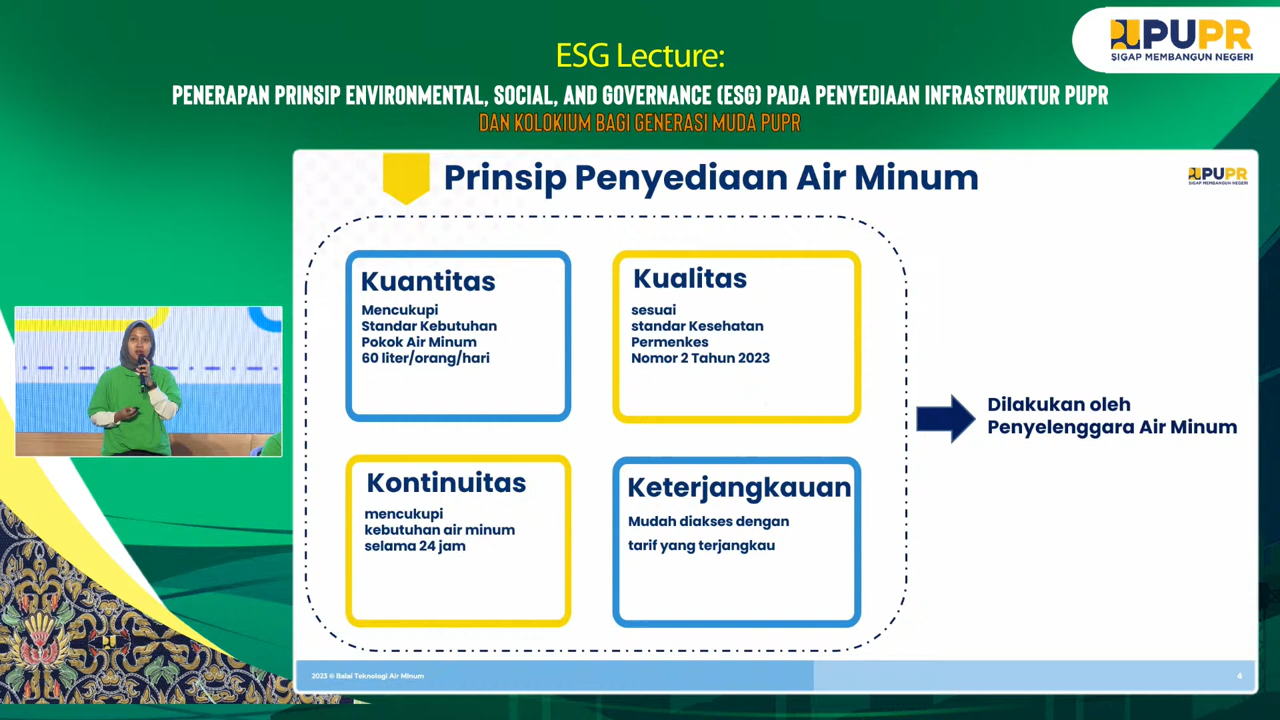 PUPR
SIGAP MEMBANGUN NEGERI
ESG Lecture:
PENERAPAN PRINSIP ENVIRONMENTAL, SOCIAL, AND GOVERNANCE (ESG) PADA PENYEDIAAN INFRASTRUKTUR PUPR
DAN KOLOKIUM BAGI GENERASI MUDA PUPR
Prinsip Penyediaan Air Minum
PUPR
SIGAP MEMBANGUN NEGERI
Kuantitas
Mencukupi
Standar Kebutuhan
Pokok Air Minum
60 liter/orang/hari
Kualitas
sesuai
standar Kesehatan
Permenkes
Nomor 2 Tahun 2023
Kontinuitas
mencukupi
kebutuhan air minum
selama 24 jam
Keterjangkauan
Mudah diakses dengan
tarif yang terjangkau
Dilakukan oleh
Penyelenggara Air Minum
2023 © Balai Teknologi Air Minum
4